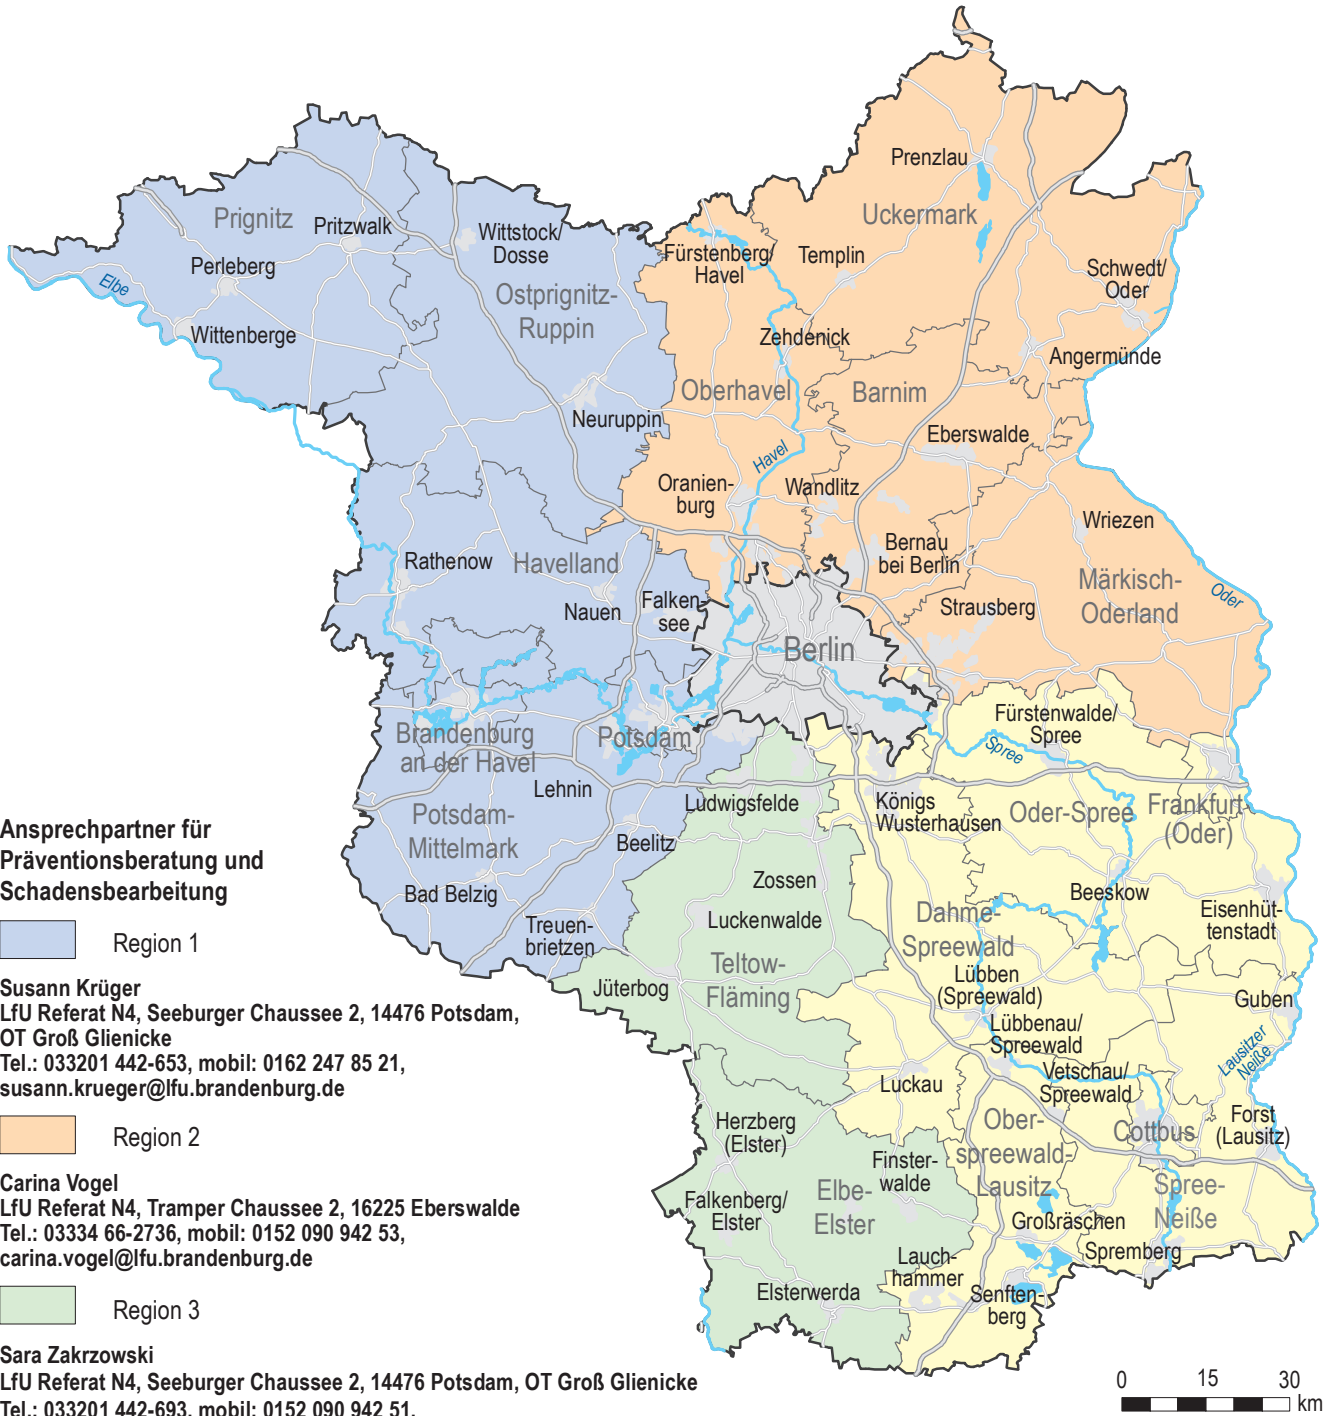 Prenzlau
Uckermark
Prignitz
Pritzwalk
Wittstock/
Dosse
Fürstenberg/
Havel
Templin
Schwedt/
Oder
Perleberg
Elbe
Ostprignitz-
Ruppin
Wittenberge
Zehdenick
Angermünde
Oberhavel
Barnim
Neuruppin
Eberswalde
Havel
Oranien-
burg
Wandlitz
Wriezen
Rathenow
Havelland
Bernau
bei Berlin
Märkisch-
Oderland
Oder
Nauen
Falken-
see
Strausberg
Berlin
Brandenburg
an der Havel
Potsdam
Fürstenwalde/
Spree
Spree
Lehnin
Ludwigsfelde
Königs
Wusterhausen
Oder-Spree
Frankfurt
(Oder)
Potsdam-
Mittelmark
Beelitz
Bad Belzig
Zossen
Beeskow
Treuen-
brietzen
Luckenwalde
Dahme-
Spreewald
Eisenhüt-
tenstadt
Jüterbog
Teltow-
Fläming
Lübben
(Spreewald)
Guben
Lübbenau/
Spreewald
Lausitzer
Neiße
Luckau
Vetschau/
Spreewald
Herzberg
(Elster)
Ober-
spreewald-
Lausitz
Cottbus
Forst
(Lausitz)
Finster-
walde
Falkenberg/
Elster
Elbe-
Elster
Spree-
Neiße
Großräschen
Spremberg
Lauch-
hammer
Elsterwerda
Senften-
berg
Ansprechpartner für
Präventionsberatung und
Schadensbearbeitung
Region 1
Susann Krüger
LfU Referat N4, Seeburger Chaussee 2, 14476 Potsdam,
OT Groß Glienicke
Tel.: 033201 442-653, mobil: 0162 247 85 21,
susann.krueger@lfu.brandenburg.de
Region 2
Carina Vogel
LfU Referat N4, Tramper Chaussee 2, 16225 Eberswalde
Tel.: 03334 66-2736, mobil: 0152 090 942 53,
carina.vogel@lfu.brandenburg.de
Region 3
Sara Zakrzowski
LfU Referat N4, Seeburger Chaussee 2, 14476 Potsdam, OT Groß Glienicke
Tel.: 033201 442-693, mobil: 0152 090 942 51,
0 15 30
km